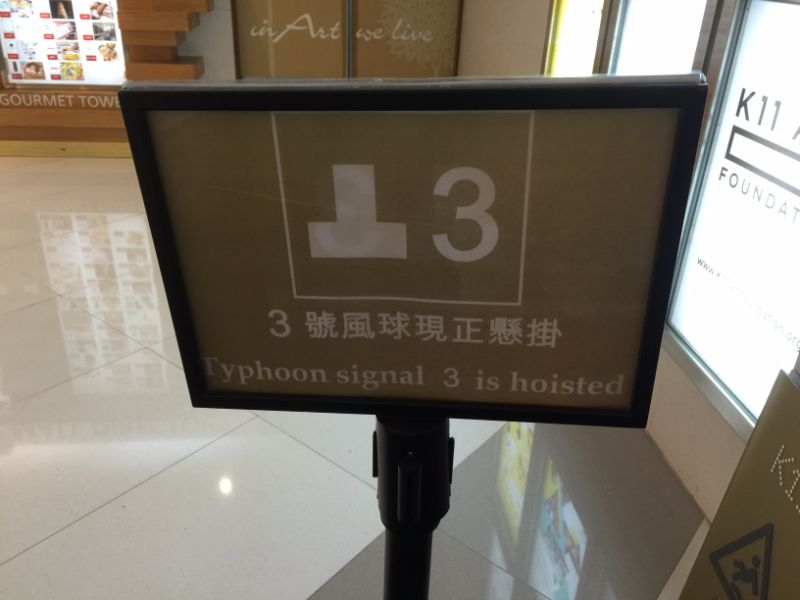 in Art we live
GOURMET TOWE
3
3 號風球現正懸掛
Typhoon signal 3 is hoisted
K11 A
FOUNDAT
K1